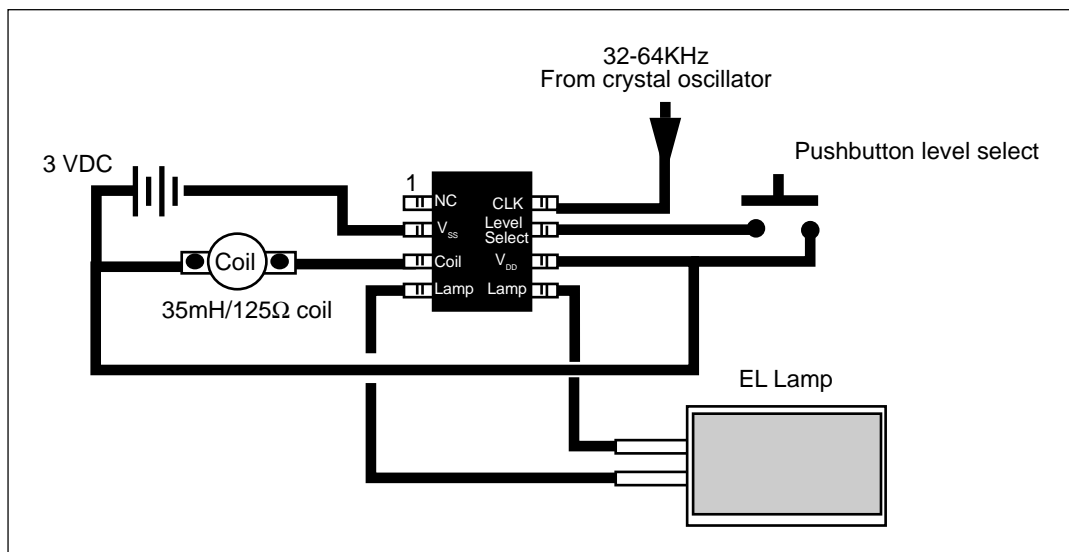 32-64KHz
From crystal oscillator
3 VDC
Pushbutton level select
1
NC
CLK
VSS
Level
Select
Coil
Coil
VDD
Lamp
Lamp
35mH/125Ω coil
EL Lamp